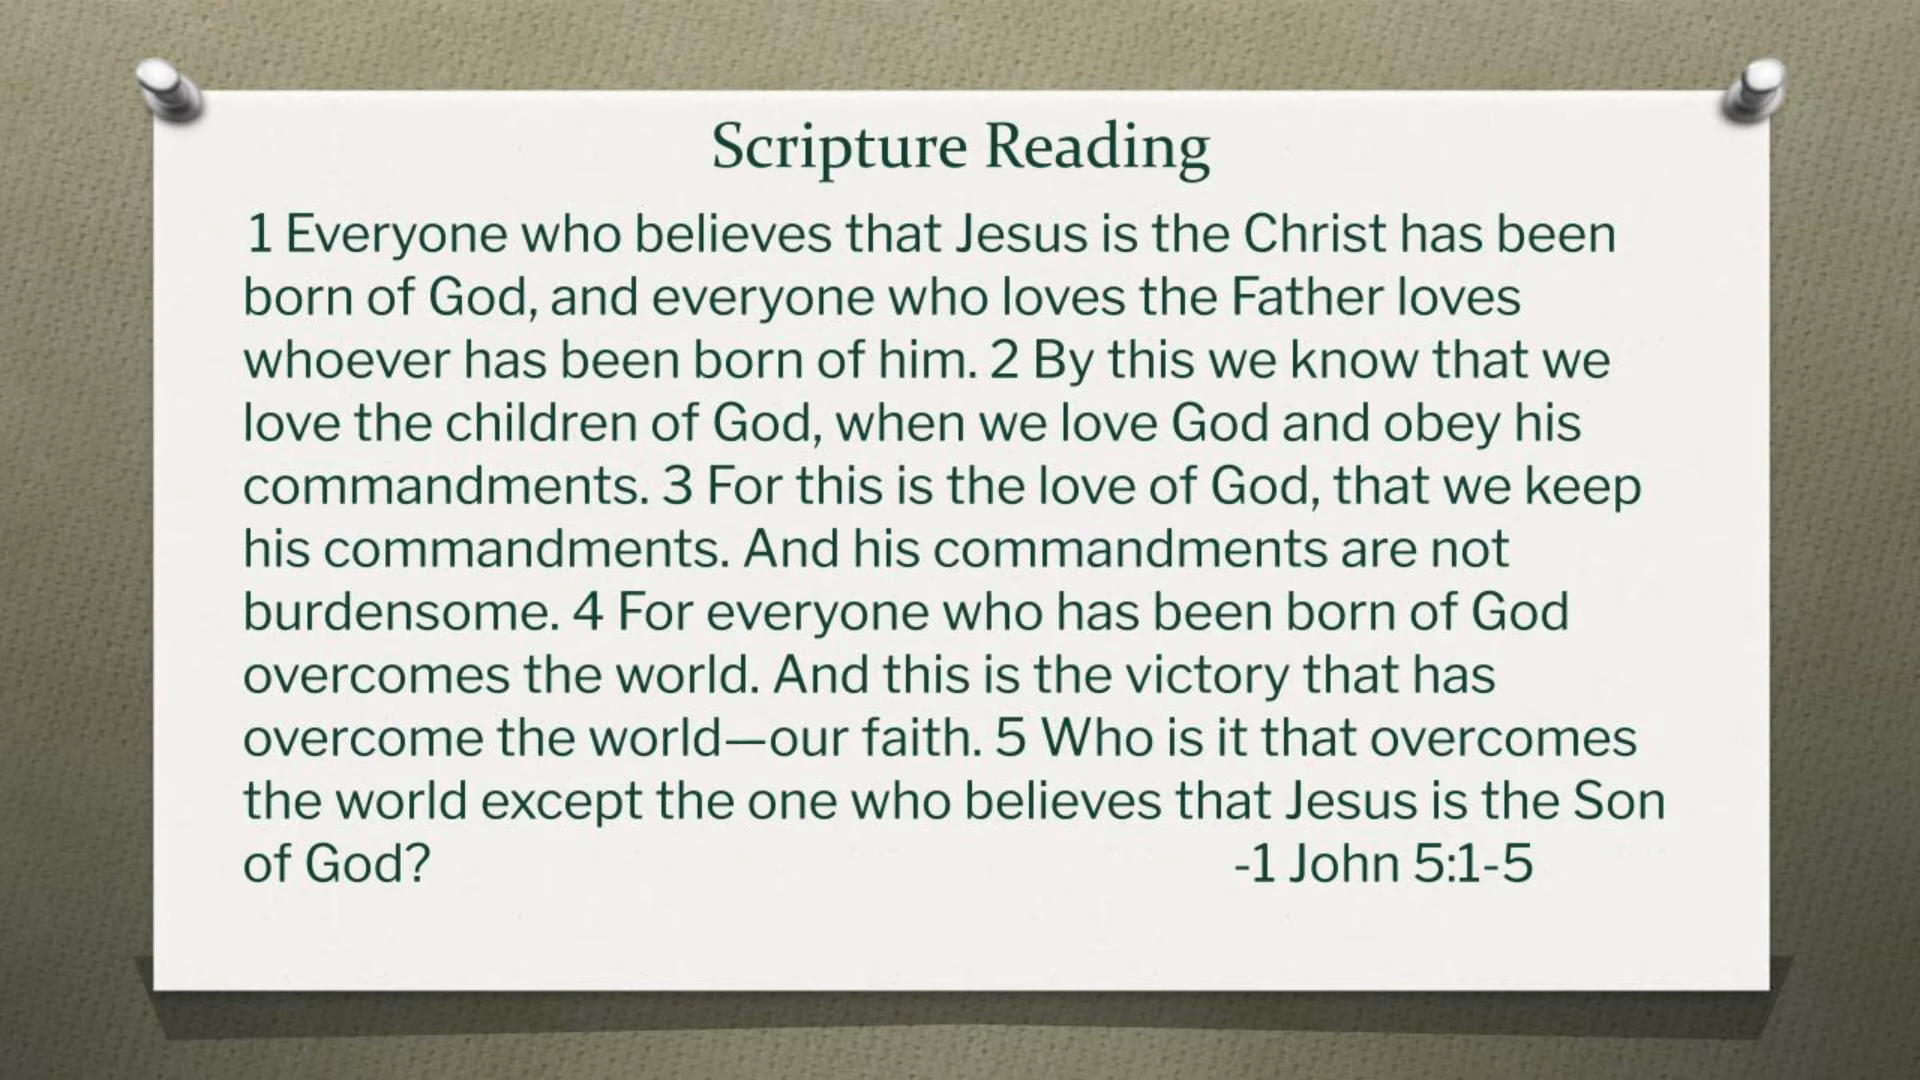 Scripture Reading
1 Everyone who believes that Jesus is the Christ has been
born of God, and everyone who loves the Father loves
whoever has been born of him. 2 By this we know that we
love the children of God, when we love God and obey his
commandments. 3 For this is the love of God, that we keep
his commandments. And his commandments are not
burdensome. 4 For everyone who has been born of God
overcomes the world. And this is the victory that has
overcome the world—our faith. 5 Who is it that overcomes
the world except the one who believes that Jesus is the Son
of God? -1 John 5:1-5